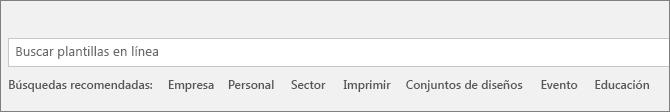 Buscar plantillas en línea
Búsquedas recomendadas: Empresa Personal Sector Imprimir Conjuntos de diseños Evento Educación